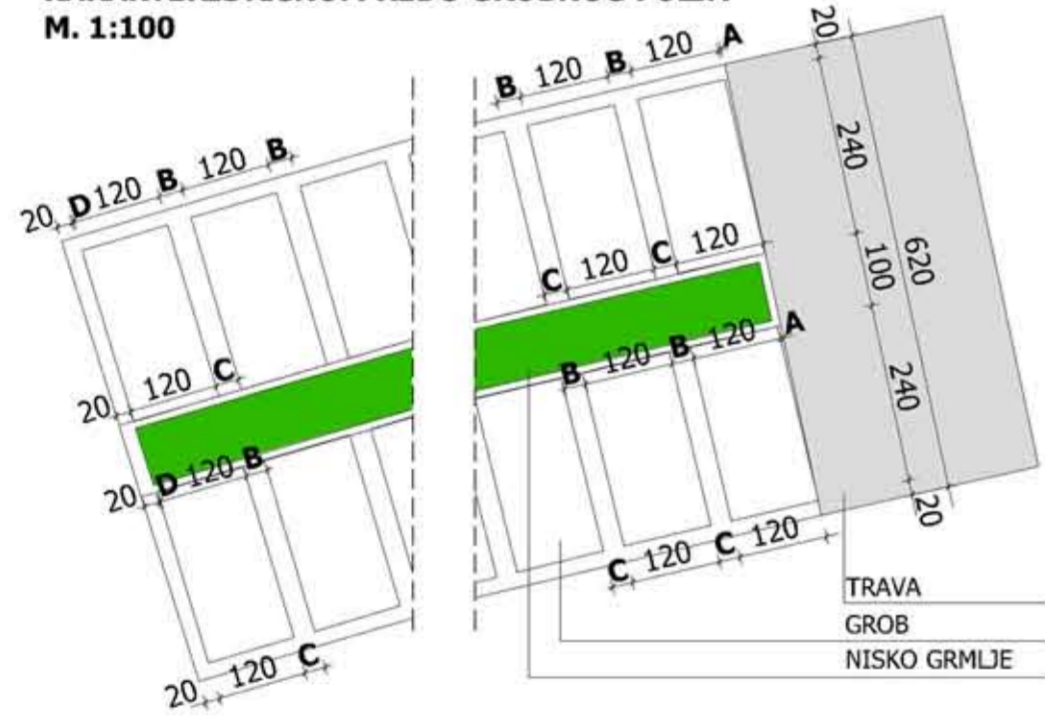 M. 1:100
20 D 120 B 120 B
B 120 B 120 A
20
240
100
240
620
20
C 120 C 120
20 120 C
B 120 B 120 A
20 D 120 B
C 120 C 120
20 120 C
TRAVA
GROB
NISKO GRMLJE